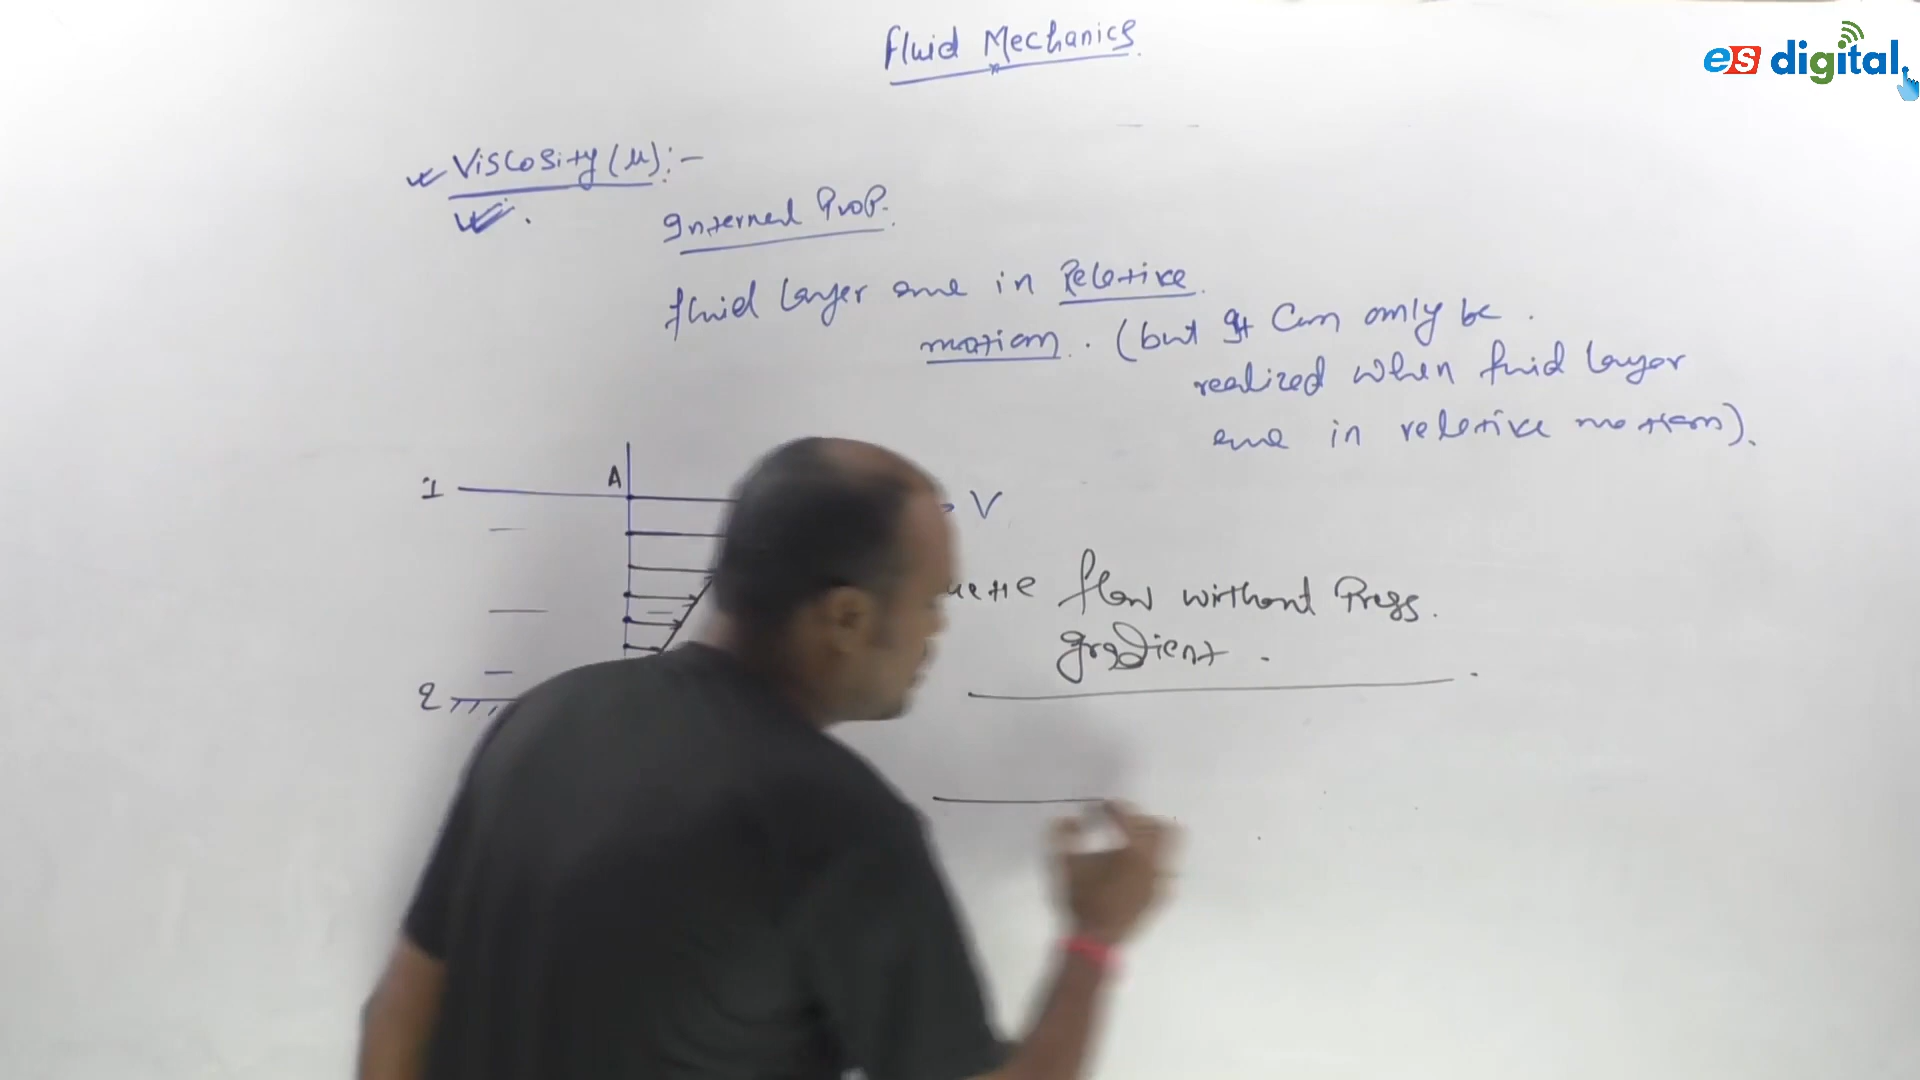 Fluid Mechanics
es digital
Viscosity (μ):-
Internal Prop.
fluid layer are in Relative
motion. (but It Can only be
realized when fluid layer
are in relative motion).
1
A
V
flow without Press.
gradient.
2